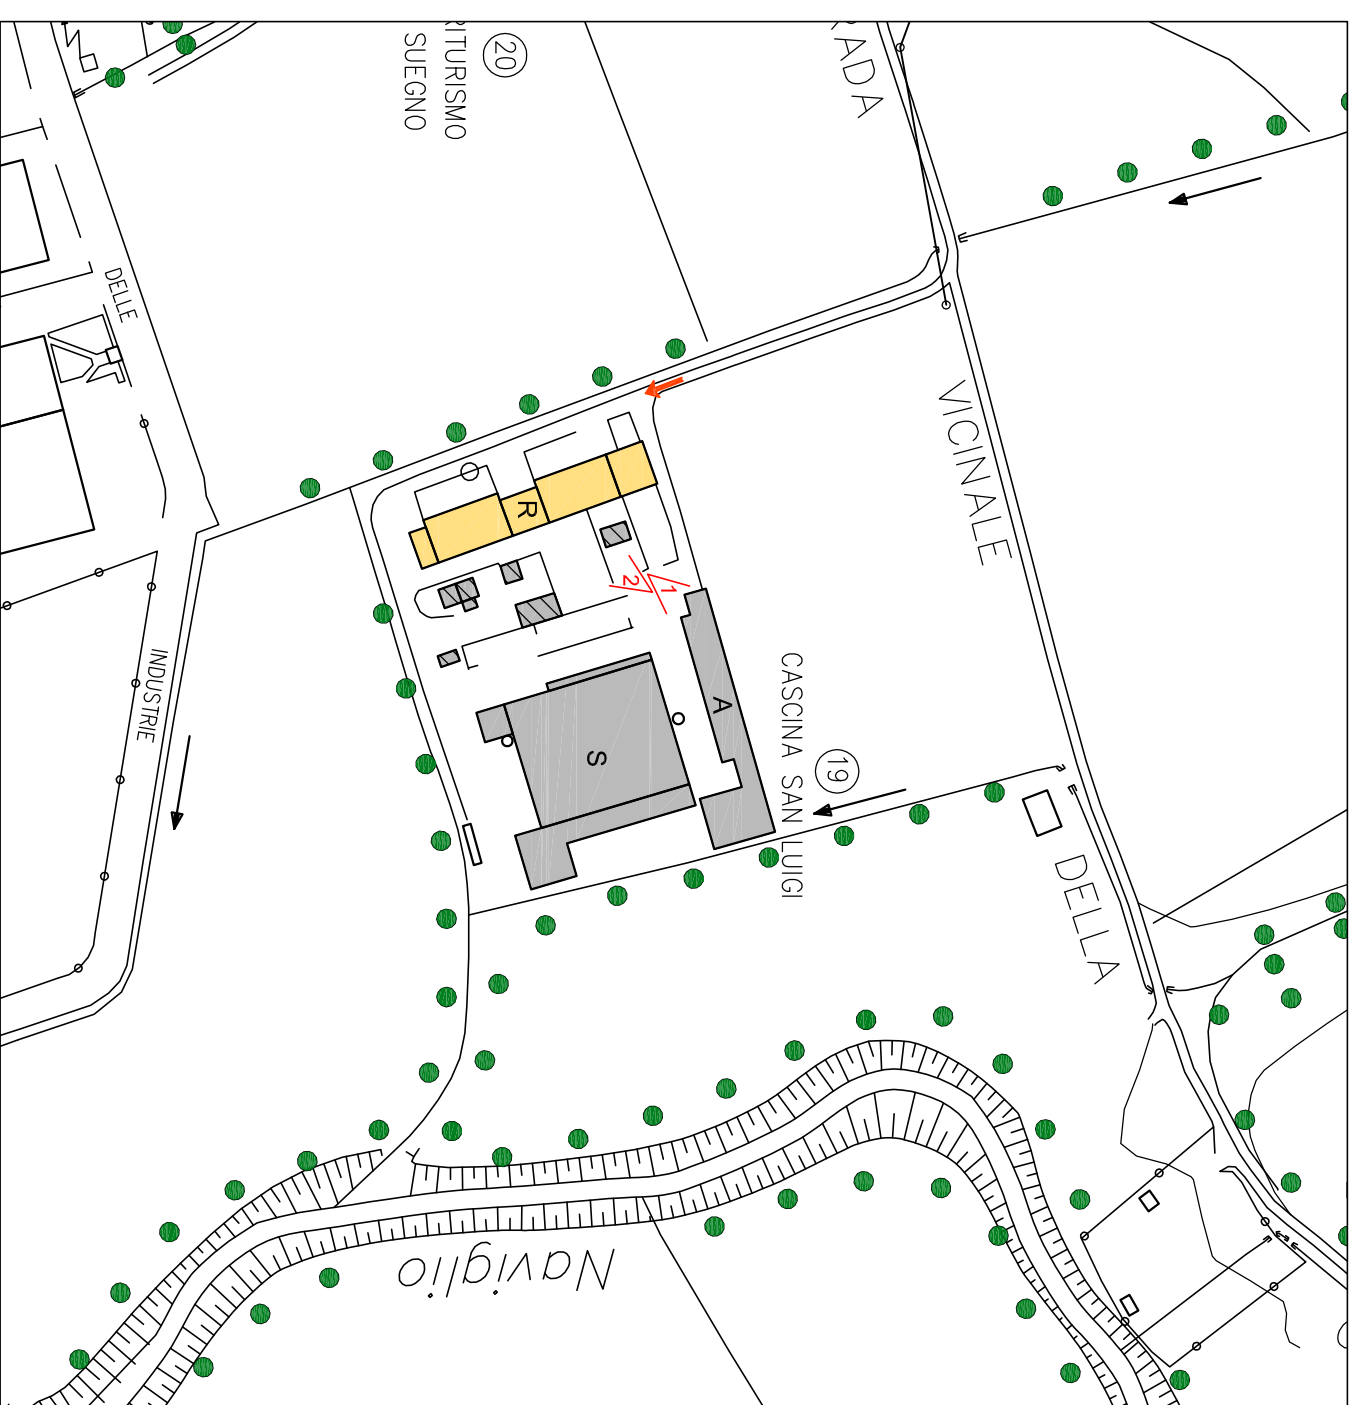 20
RITURISMO
SUEGNO
RADA
DELLE
VICINALE
R
2
1
CASCINA SAN LUIGI
A
19
S
INDUSTRIE
DELLA
Naviglio